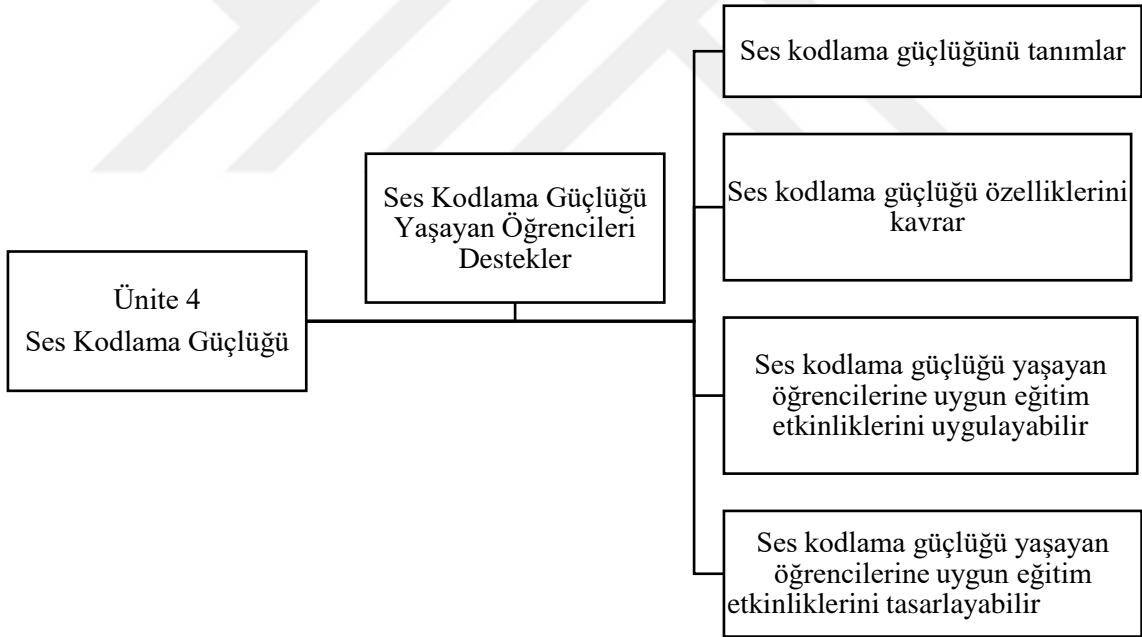 Ünite 4
Ses Kodlama Güçlüğü
Ses Kodlama Güçlüğü
Yaşayan Öğrencileri
Destekler
Ses kodlama güçlüğünü tanımlar
Ses kodlama güçlüğü özelliklerini
kavrar
Ses kodlama güçlüğü yaşayan
öğrencilerine uygun eğitim
etkinliklerini uygulayabilir
Ses kodlama güçlüğü yaşayan
öğrencilerine uygun eğitim
etkinliklerini tasarlayabilir